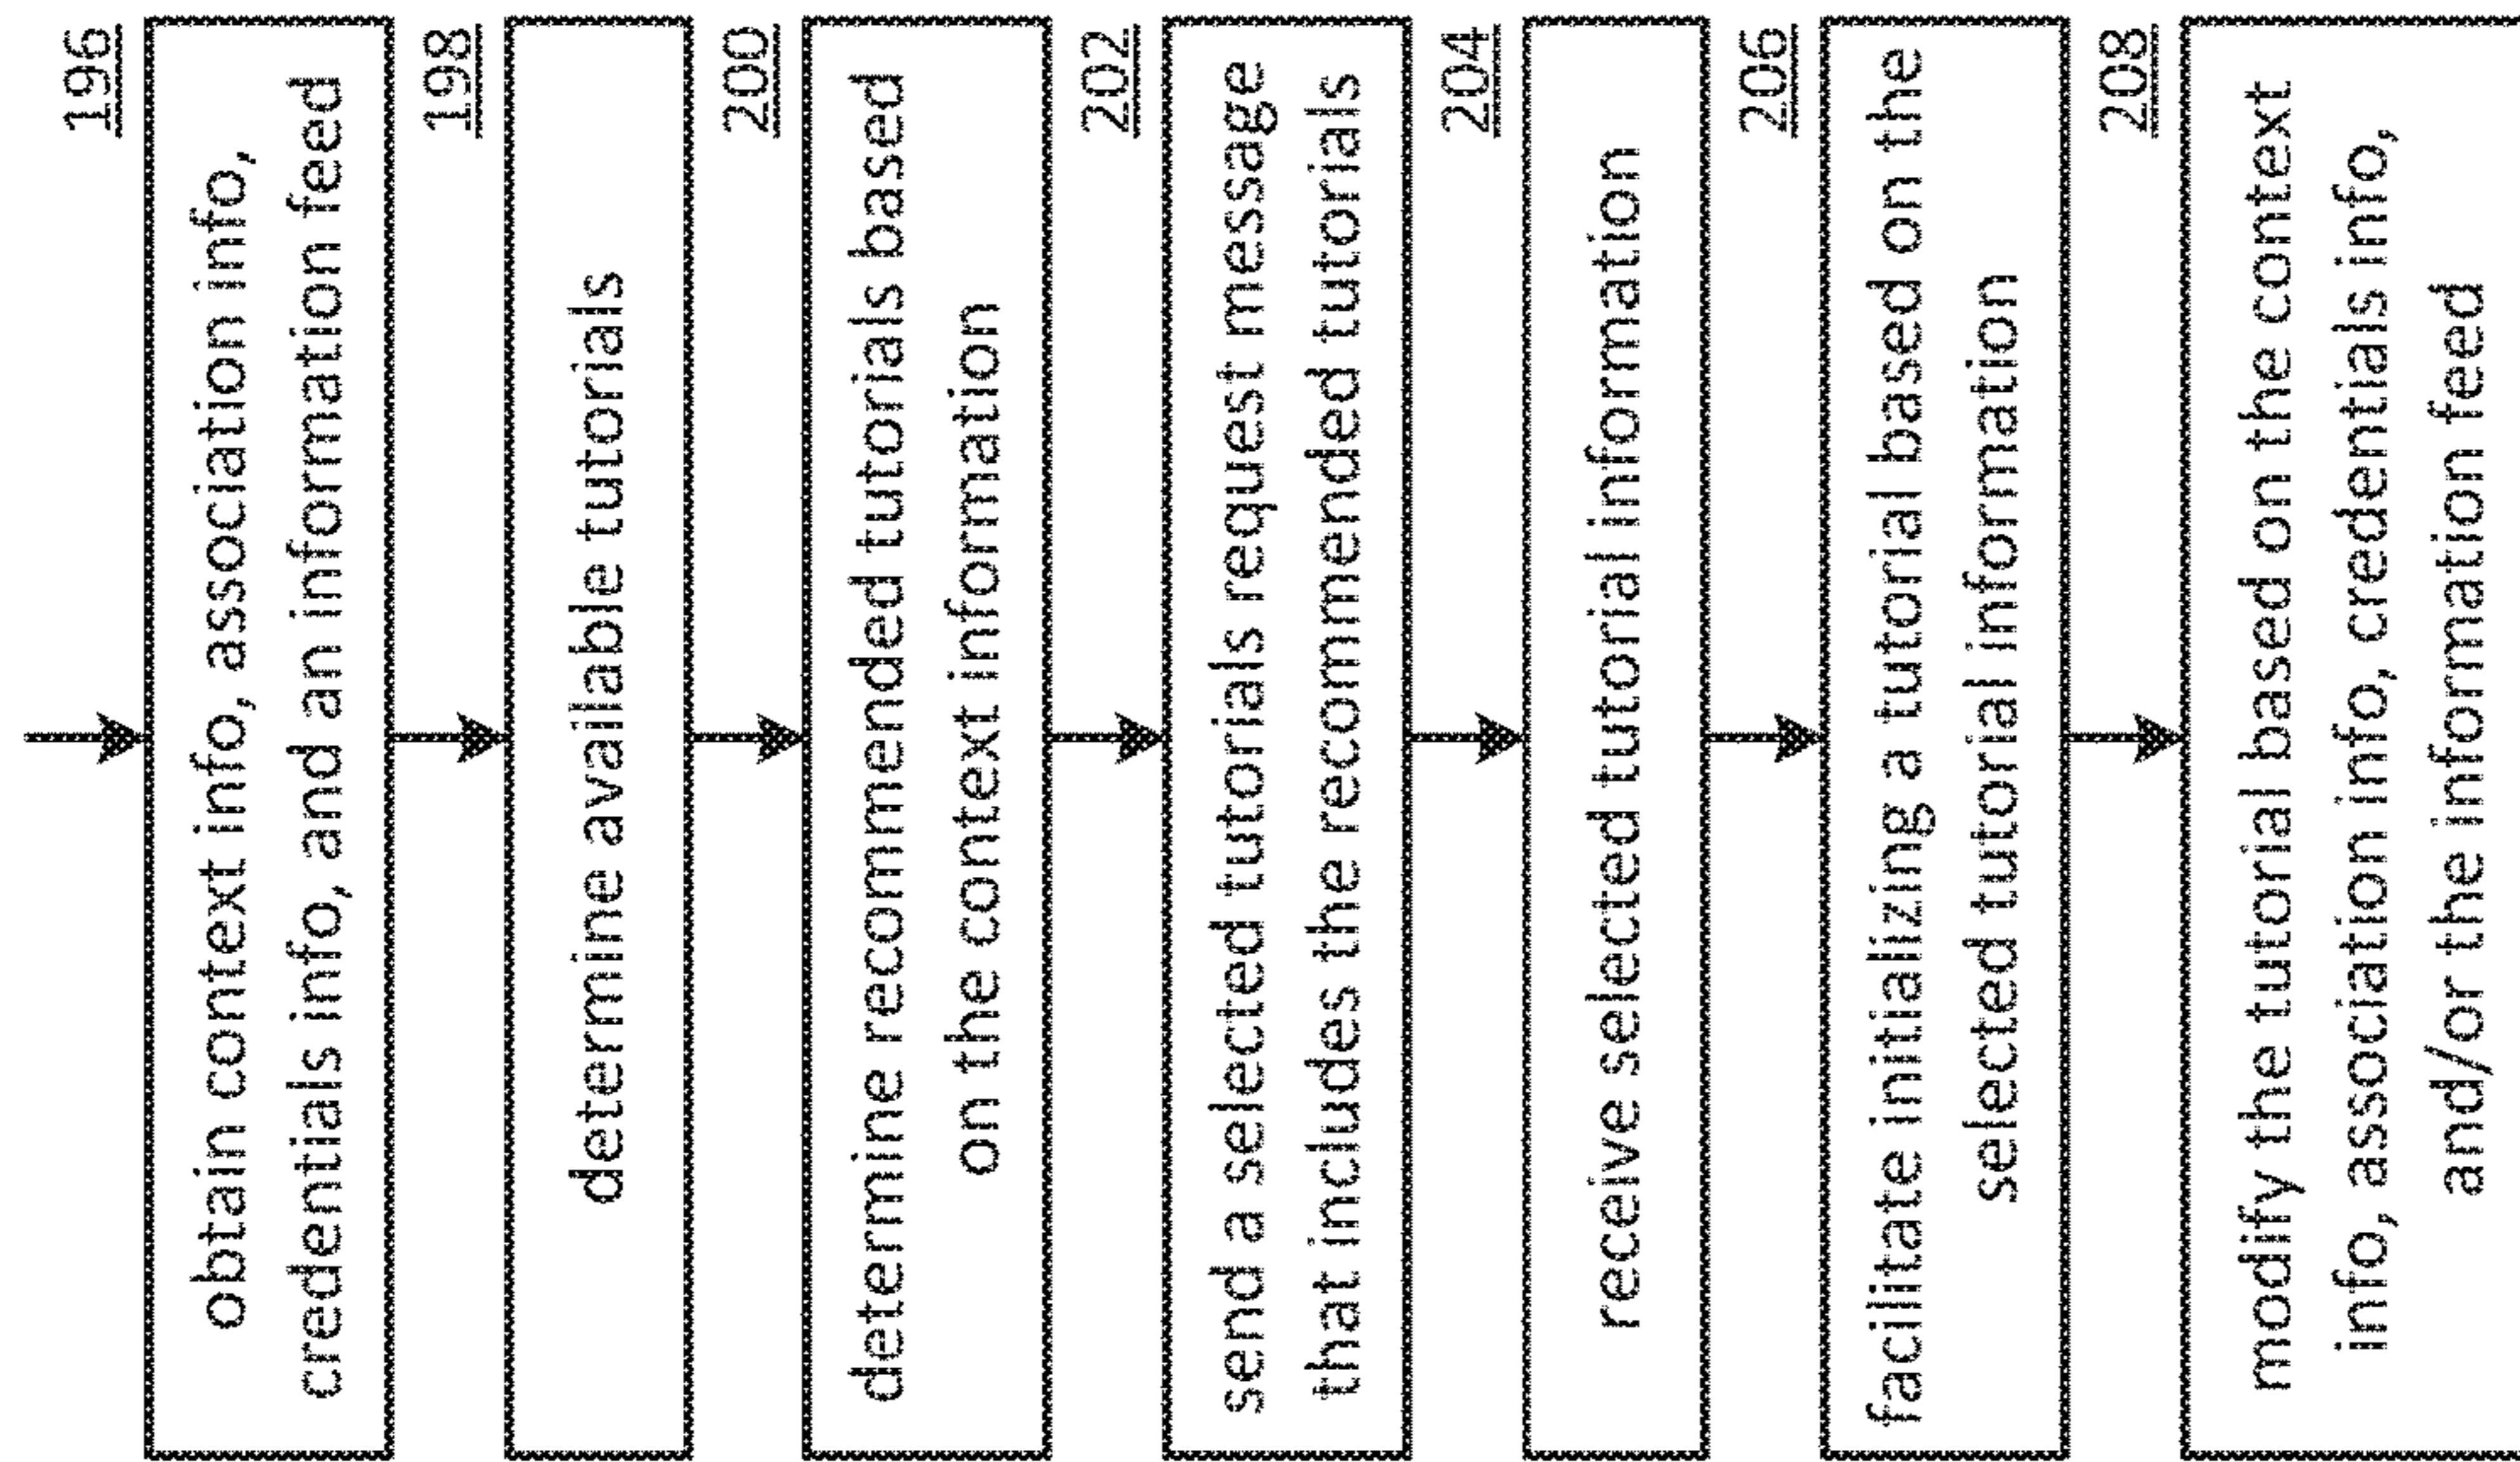 196
obtain context info, association info,
credentials info, and an information feed
198
determine available tutorials
200
determine recommended tutorials based
on the context information
202
send a selected tutorials request message
that includes the recommended tutorials
204
receive selected tutorial information
206
facilitate initializing a tutorial based on the
selected tutorial information
208
modify the tutorial based on the context
info, association info, credentials info,
and/or the information feed